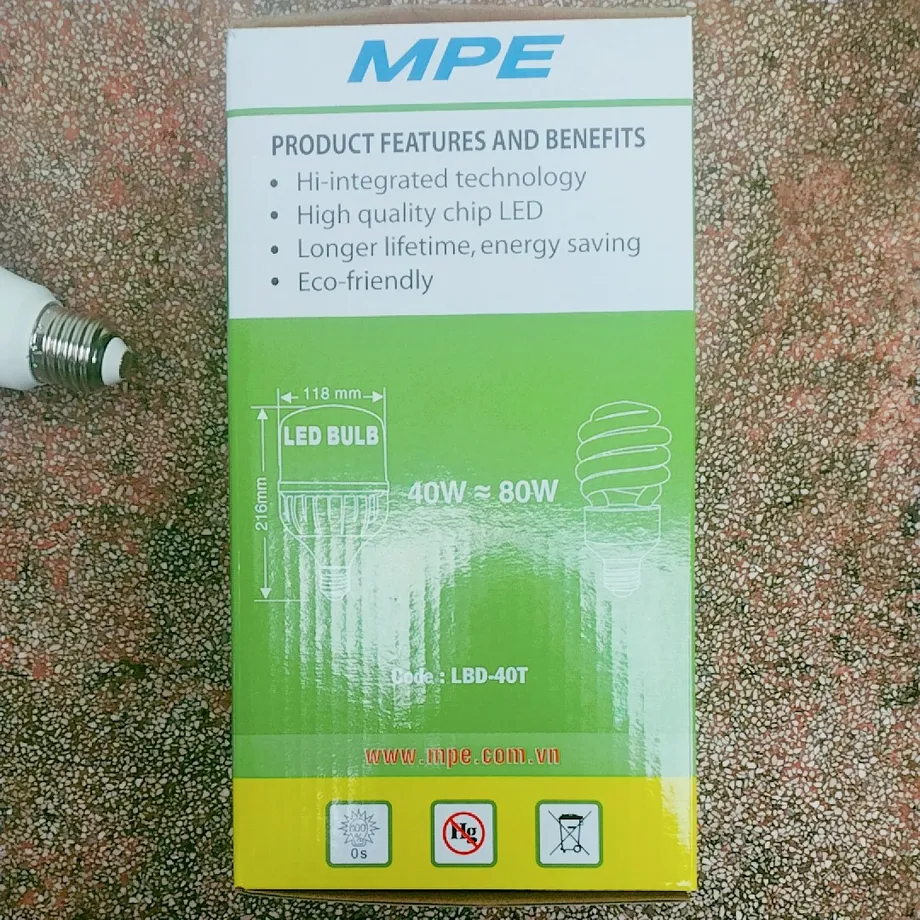 MPE
PRODUCT FEATURES AND BENEFITS
• Hi-integrated technology
• High quality chip LED
• Longer lifetime, energy saving
• Eco-friendly
118 mm
LED BULB
216mm
40W ≈ 80W
Code : LBD-40T
www.mpe.com.vn
100
%
0s
Hg